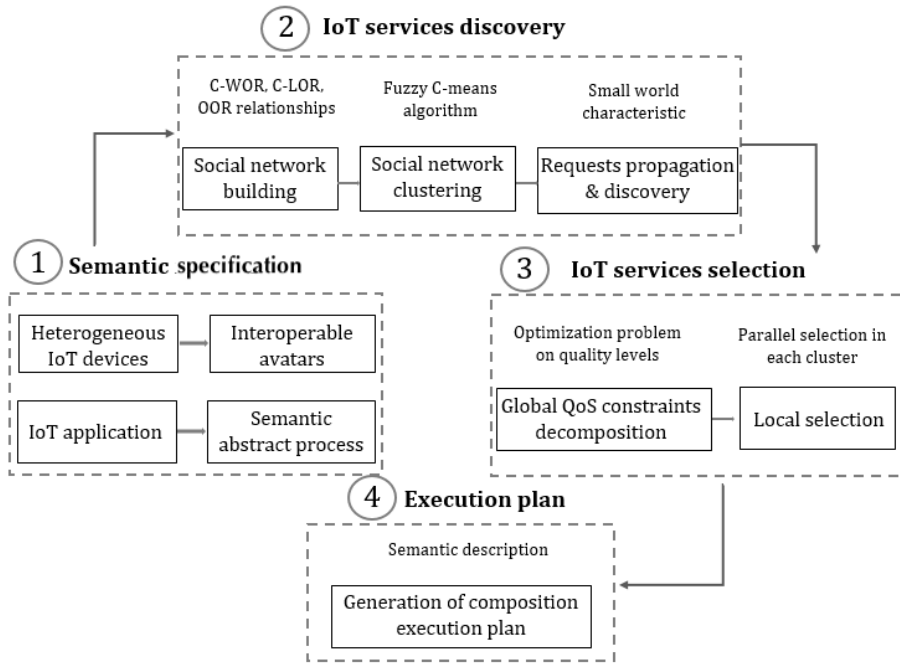 2 IoT services discovery
C-WOR, C-LOR,
OOR relationships
Fuzzy C-means
algorithm
Small world
characteristic
Social network
building
Social network
clustering
Requests propagation
& discovery
1 Semantic specification
Heterogeneous
IoT devices
Interoperable
avatars
IoT application
Semantic
abstract process
3 IoT services selection
Optimization problem
on quality levels
Parallel selection in
each cluster
Global QoS constraints
decomposition
Local selection
4 Execution plan
Semantic description
Generation of composition
execution plan